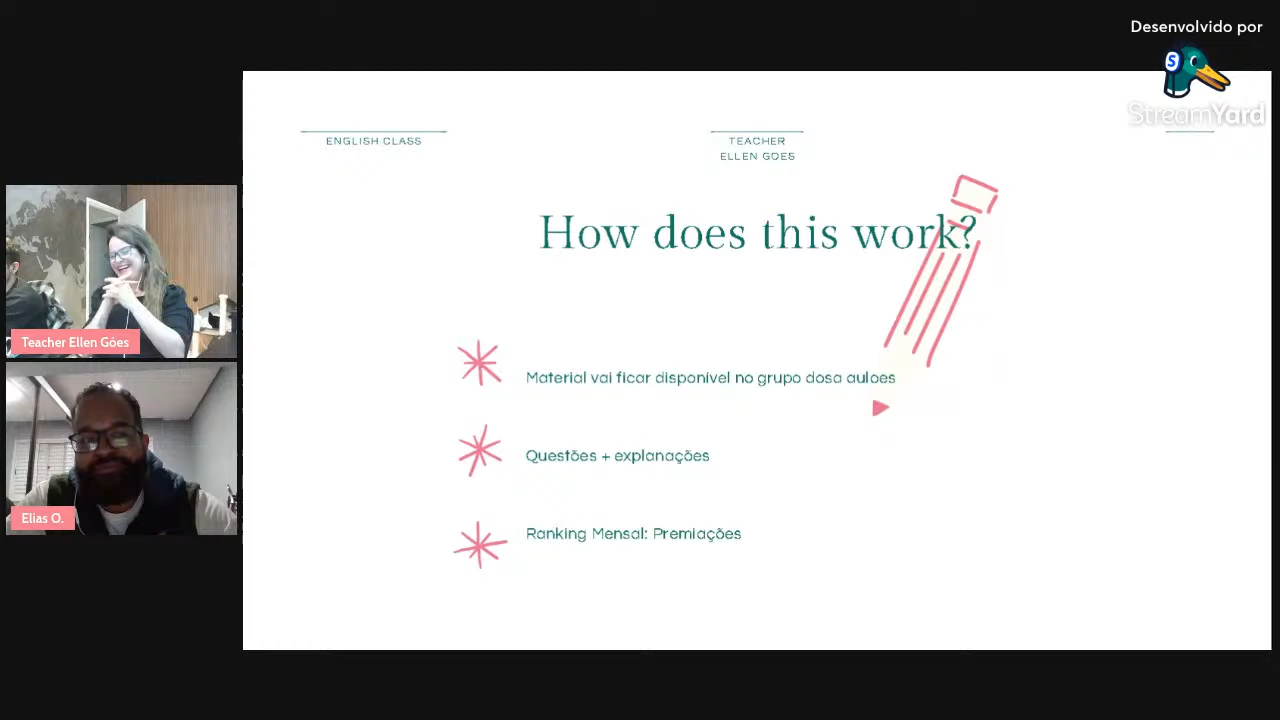 Desenvolvido por
S
StreamYard
ENGLISH CLASS
TEACHER
ELLEN GOES
How does this work?
Material vai ficar disponível no grupo dosa auloes
Questões + explanações
Ranking Mensal: Premiações
Teacher Ellen Góes
Elias O.